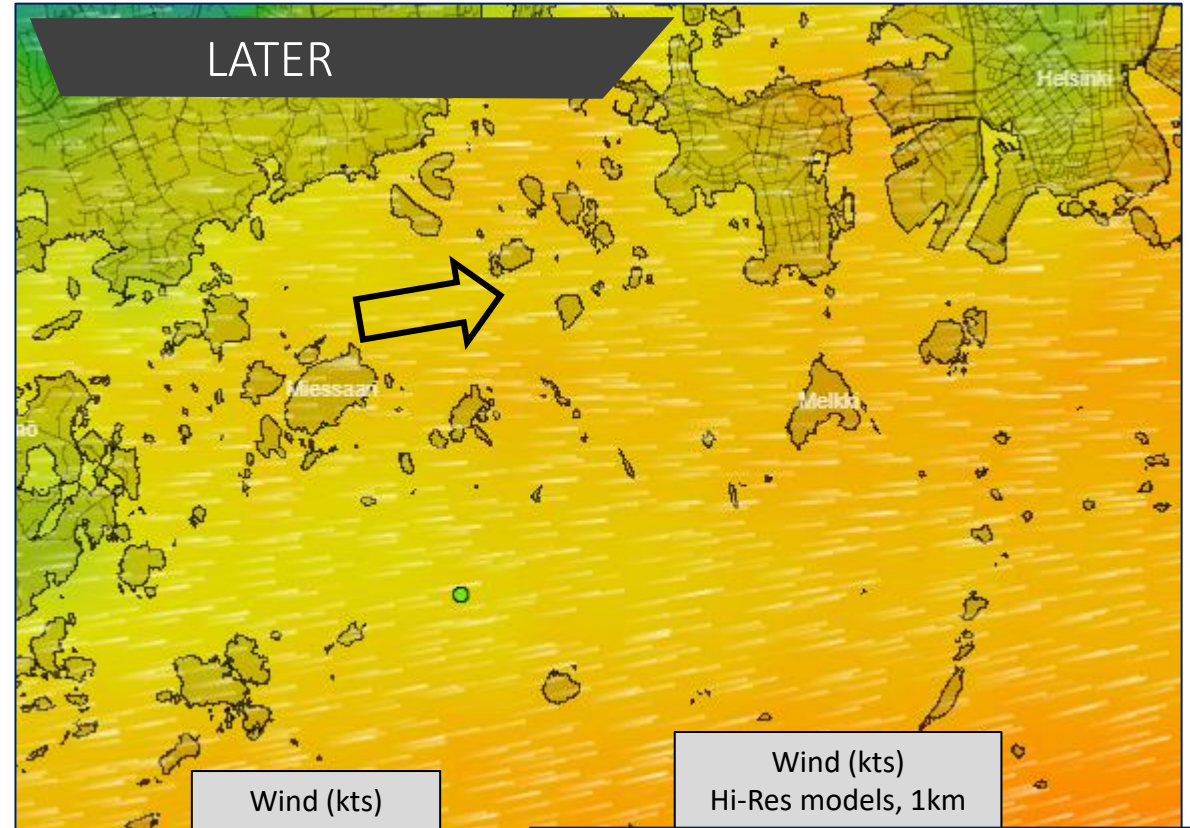 LATER
Helsinki
Miessaari
Melkki
Wind (kts)
Wind (kts)
Hi-Res models, 1km